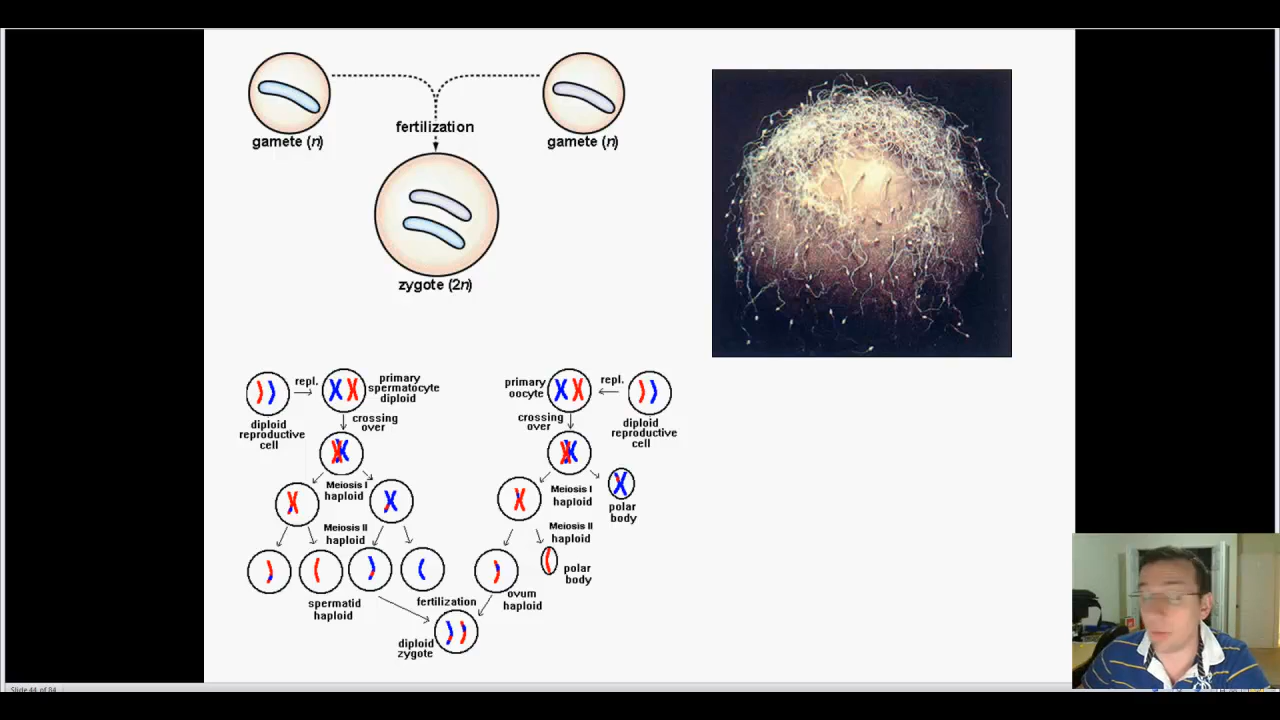 gamete (n)
gamete (n)
fertilization
zygote (2n)
repl.
primary
spermatocyte
diploid
diploid
reproductive
cell
crossing
over
Meiosis I
haploid
Meiosis II
haploid
spermatid
haploid
primary
oocyte
repl.
diploid
reproductive
cell
crossing
over
Meiosis I
haploid
polar
body
Meiosis II
haploid
polar
body
ovum
haploid
fertilization
diploid
zygote
Slide 44 of 84